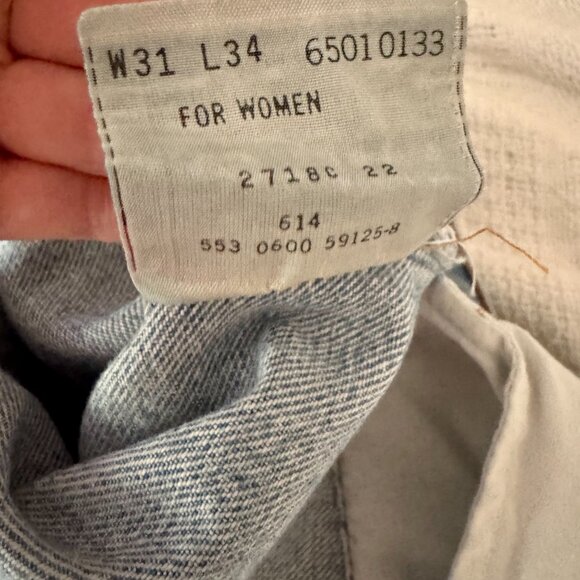 W31 L34 65010133
FOR WOMEN
2718C 22
614
553 0600 59125-8